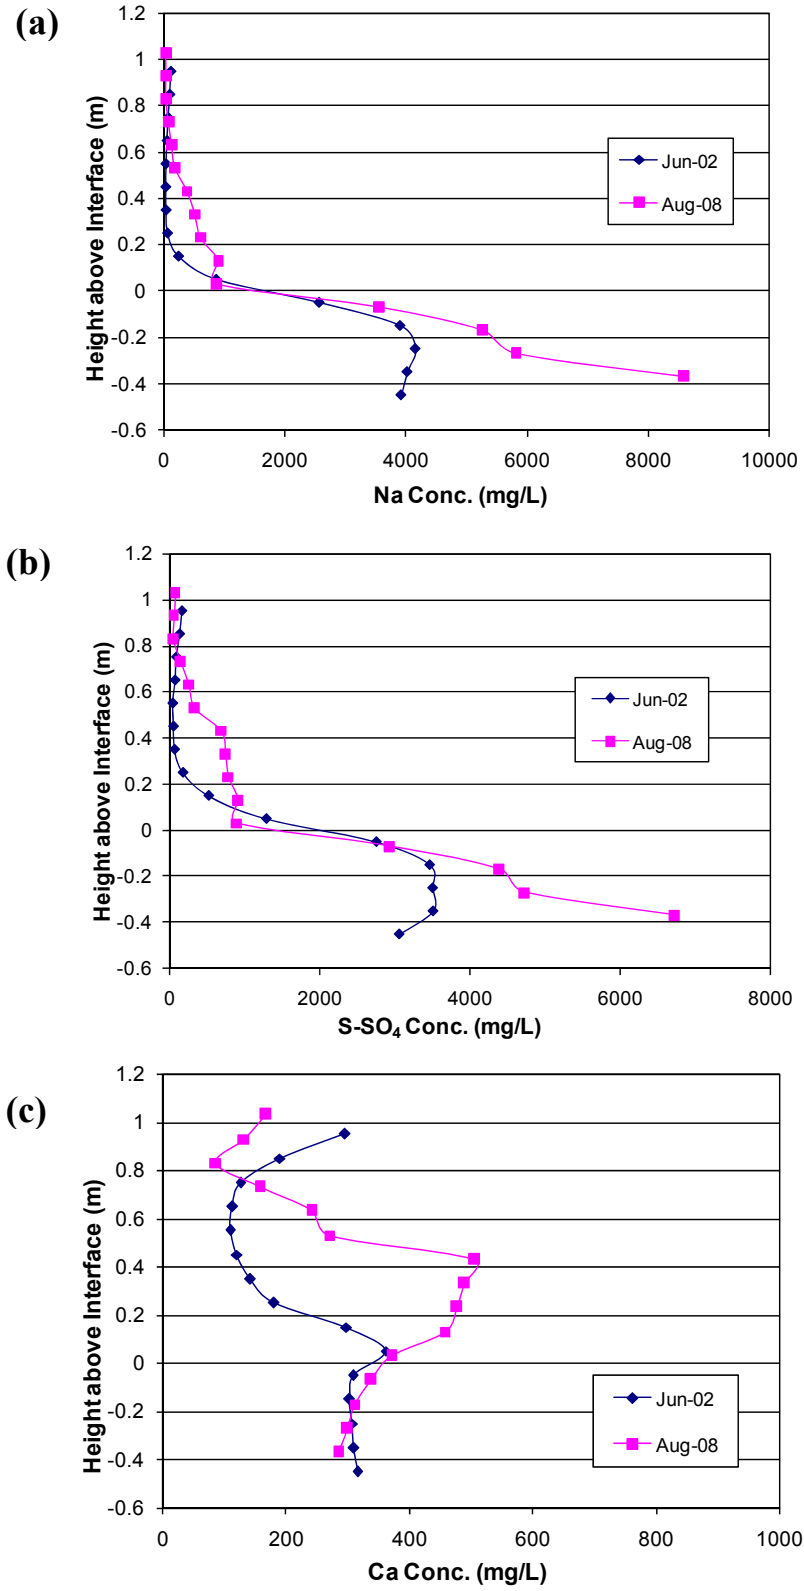 (a)
1.2
1
0.8
0.6
0.4
0.2
0
-0.2
-0.4
-0.6
Height above Interface (m)
Jun-02
Aug-08
0 2000 4000 6000 8000 10000
Na Conc. (mg/L)
(b)
1.2
1
0.8
0.6
0.4
0.2
0
-0.2
-0.4
-0.6
Height above Interface (m)
Jun-02
Aug-08
0 2000 4000 6000 8000
S-SO₄ Conc. (mg/L)
(c)
1.2
1
0.8
0.6
0.4
0.2
0
-0.2
-0.4
-0.6
Height above Interface (m)
Jun-02
Aug-08
0 200 400 600 800 1000
Ca Conc. (mg/L)